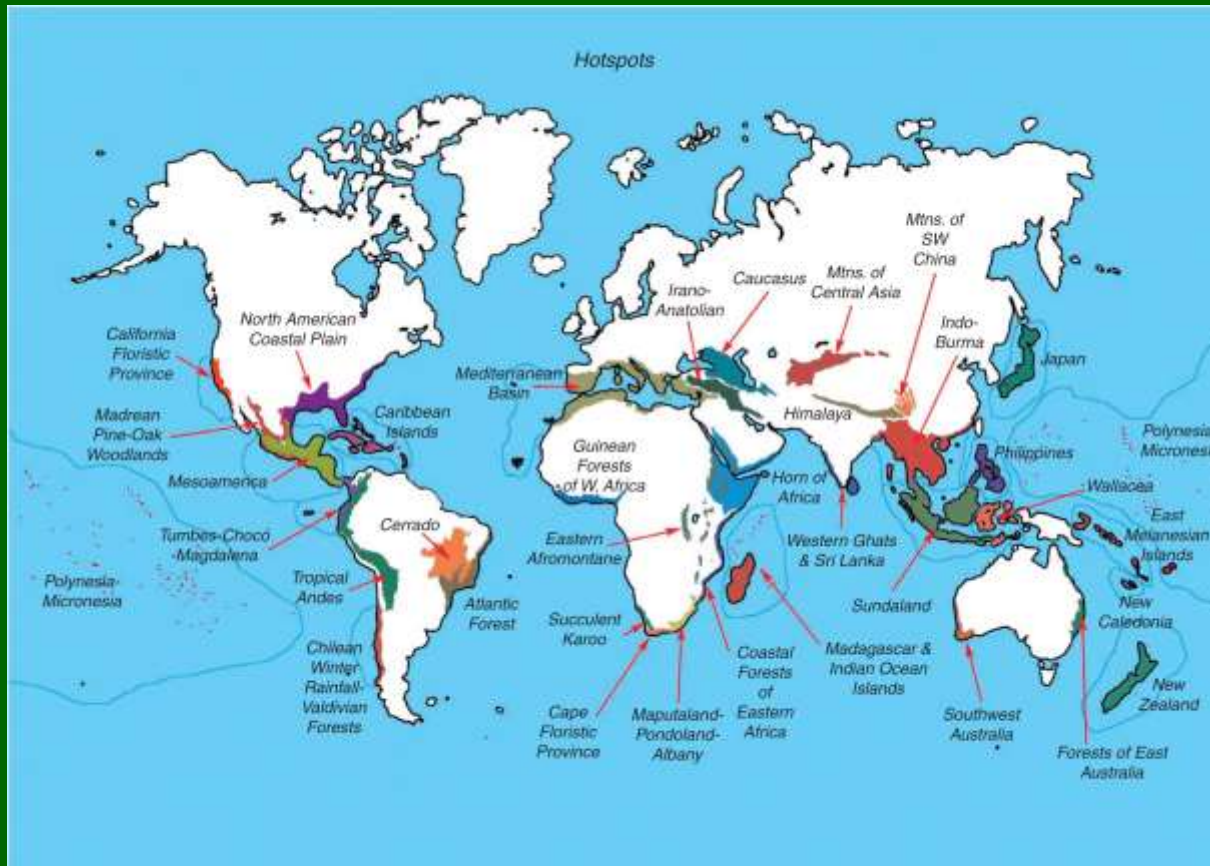 Hotspots
Mtns. of
SW
China
Caucasus
Mtns. of
Central Asia
Irano-
Anatolian
North American
Coastal Plain
California
Floristic
Province
Indo-
Burma
Japan
Mediterranean
Basin
Madrean
Pine-Oak
Woodlands
Caribbean
Islands
Himalaya
Polynesia
Micronesi
Guinean
Forests
of W. Africa
Philippines
Mesoamerica
Horn of
Africa
Wallacea
Cerrado
Tumbes-Choco
-Magdalena
Eastern
Afromontane
Western Ghats
& Sri Lanka
East
Melanesian
Islands
Polynesia-
Micronesia
Tropical
Andes
Atlantic
Forest
Sundaland
New
Caledonia
Succulent
Karoo
Chilean
Winter-
Rainfall-
Valdivian
Forests
Coastal
Forests
of
Eastern
Africa
Madagascar &
Indian Ocean
Islands
New
Zealand
Cape
Floristic
Province
Maputaland-
Pondoland-
Albany
Southwest
Australia
Forests of East
Australia